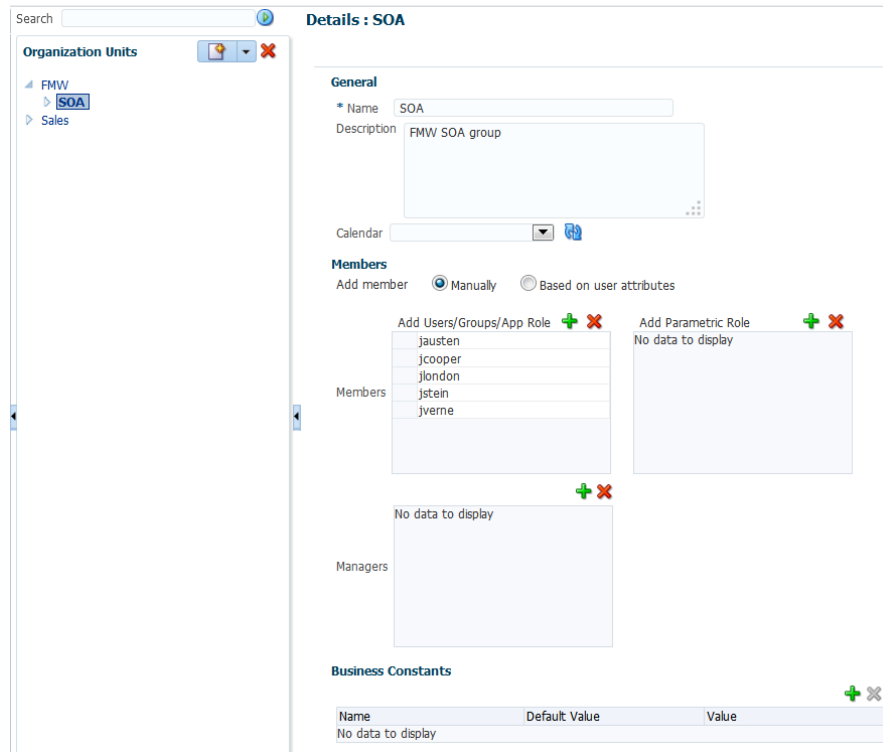 Search
Organization Units
FMW
SOA
Sales
Details : SOA
General
* Name SOA
Description FMW SOA group
Calendar
Members
Add member Manually Based on user attributes
Add Users/Groups/App Role Add Parametric Role
jausten No data to display
jcooper
jlondon
Members jstein
jverne
No data to display
Managers
Business Constants
Name Default Value Value
No data to display